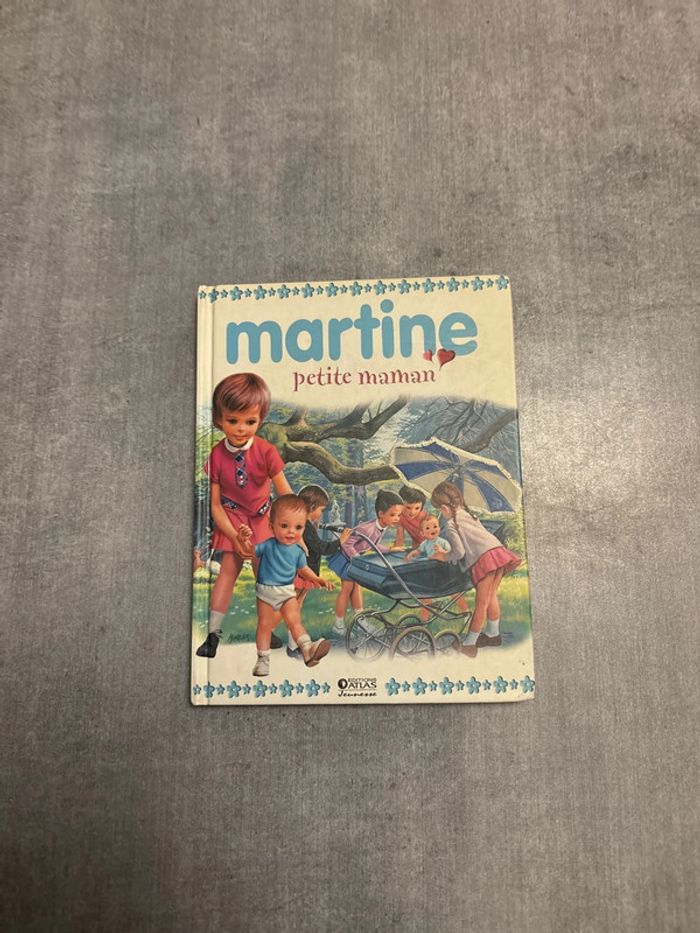 martine
petite maman
EDITIONS
ATLAS
Jeunesse